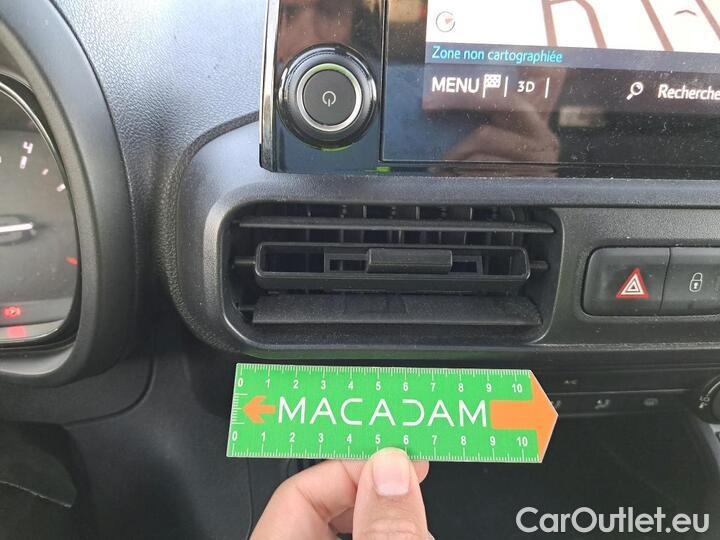 Zone non cartographiée
MENU 3D Recherche
4
A/C
0 1 2 3 4 5 6 7 8 9 10
MACADAM
0 1 2 3 4 5 6 7 8 9 10
CarOutlet.eu